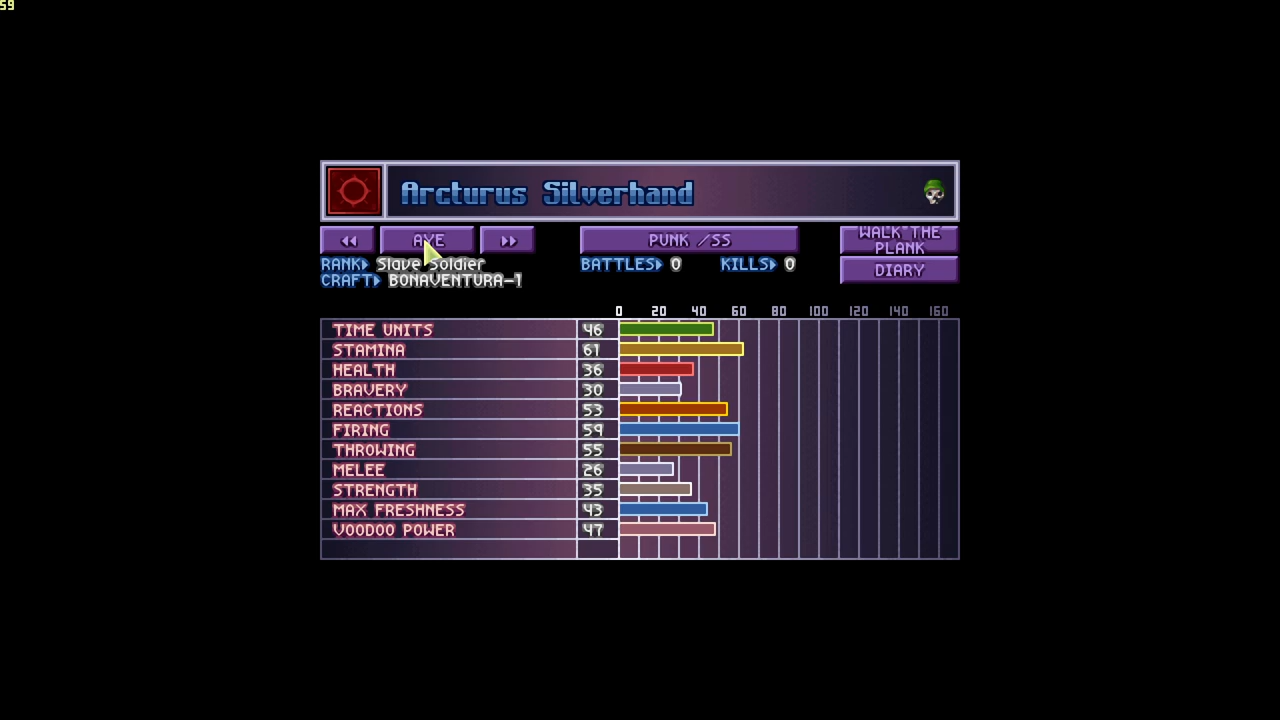 59
Arcturus Silverhand
AYE
PUNK /SS
WALK THE
PLANK
RANK Slave Soldier
BATTLES 0
KILLS 0
DIARY
CRAFT BONAVENTURA-1
0 20 40 60 80 100 120 140 160
TIME UNITS 46
STAMINA 61
HEALTH 36
BRAVERY 30
REACTIONS 53
FIRING 59
THROWING 55
MELEE 26
STRENGTH 35
MAX FRESHNESS 43
VOODOO POWER 47